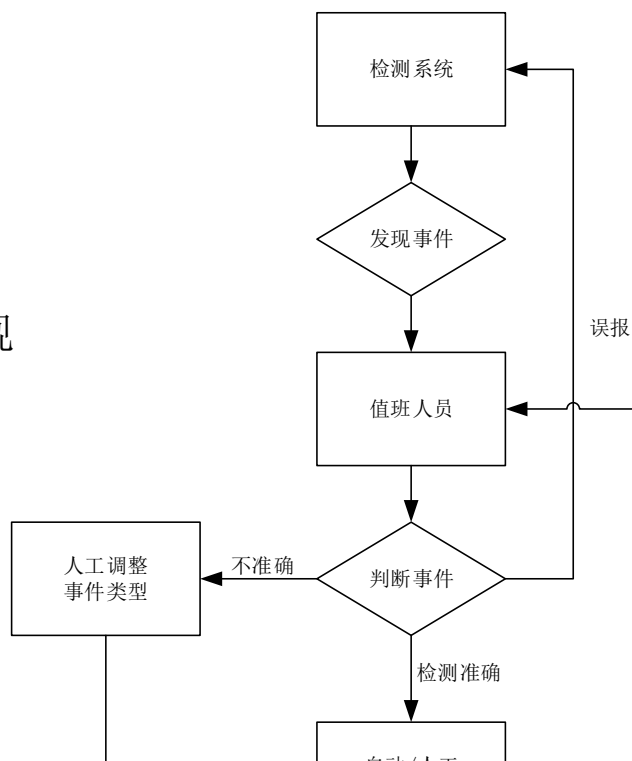 检测系统
发现事件
误报
值班人员
人工调整
事件类型
不准确
判断事件
检测准确